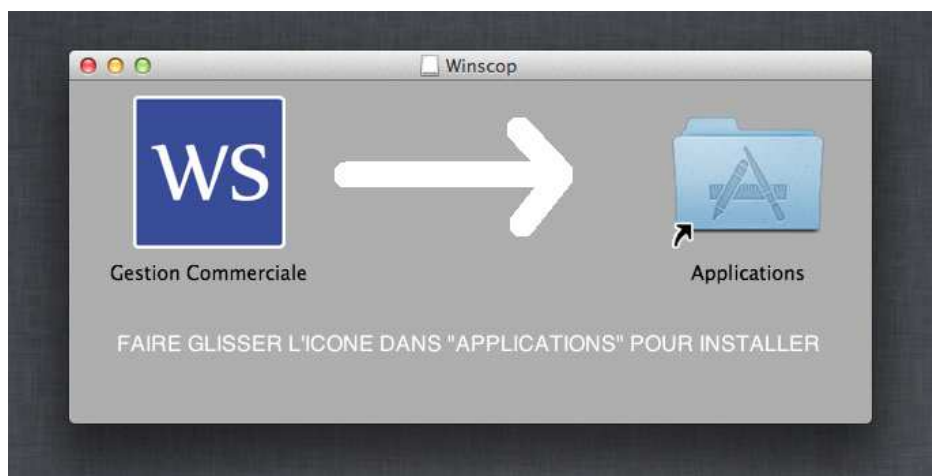 Winscop
WS
Gestion Commerciale
Applications
FAIRE GLISSER L'ICONE DANS "APPLICATIONS" POUR INSTALLER